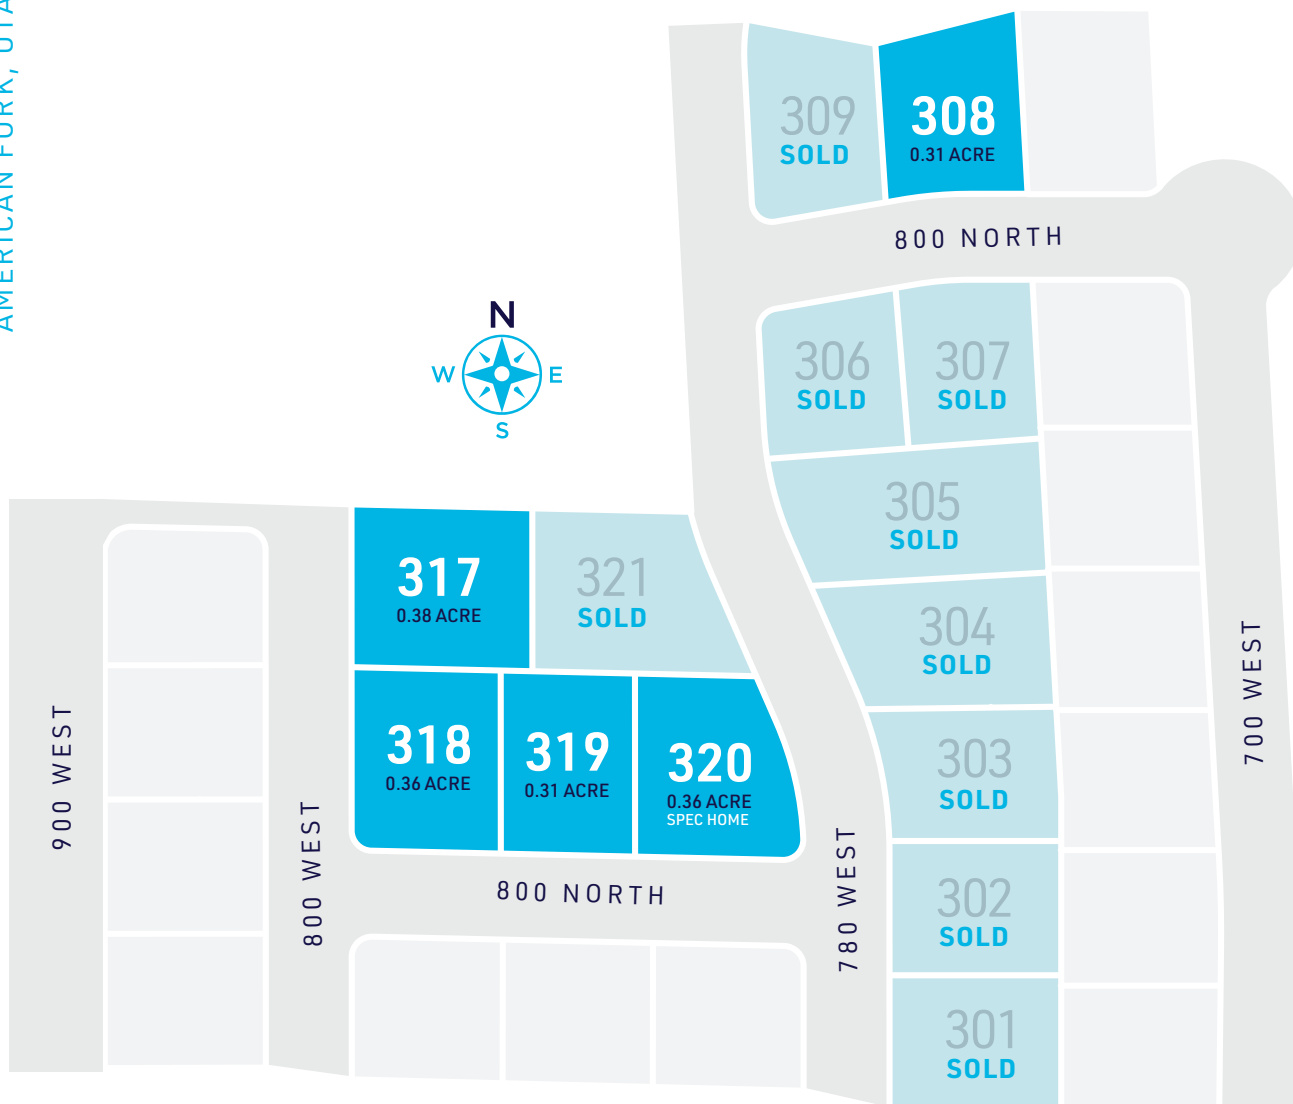 AMERICAN FORK, UTA
309
SOLD
308
0.31 ACRE
800 NORTH
N
W
E
S
306
SOLD
307
SOLD
305
SOLD
317
0.38 ACRE
321
SOLD
304
SOLD
700 WEST
900 WEST
318
0.36 ACRE
319
0.31 ACRE
320
0.36 ACRE
SPEC HOME
303
SOLD
800 WEST
780 WEST
800 NORTH
302
SOLD
301
SOLD